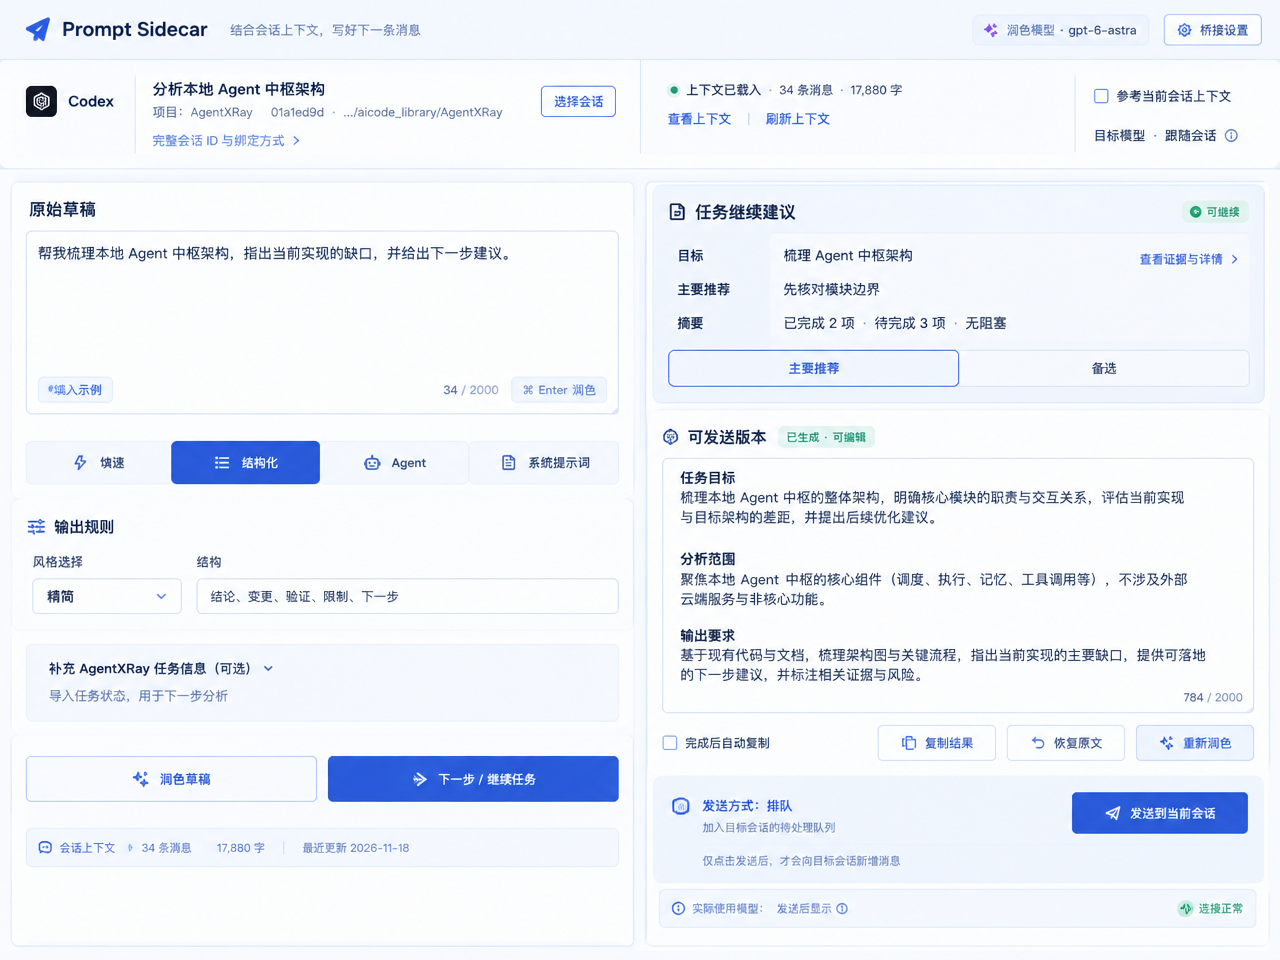 Prompt Sidecar
结合会话上下文，写好下一条消息
润色模型 · gpt-6-astra
桥接设置
Codex
分析本地 Agent 中枢架构
项目： AgentXRay 01a1ed9d · .../aicode_library/AgentXRay
完整会话 ID 与绑定方式
选择会话
上下文已载入 · 34 条消息 · 17,880 字
查看上下文 | 刷新上下文
参考当前会话上下文
目标模型 · 跟随会话
原始草稿
帮我梳理本地 Agent 中枢架构，指出当前实现的缺口，并给出下一步建议。
入示例
34 / 2000
⌘ Enter 润色
速
结构化
Agent
系统提示词
输出规则
风格选择
结构
精简
结论、变更、验证、限制、下一步
补充 AgentXRay 任务信息（可选）
导入任务状态，用于下一步分析
润色草稿
下一步 / 继续任务
会话上下文
34 条消息
17,880 字
最近更新 2026-11-18
任务继续建议
可继续
目标
梳理 Agent 中枢架构
查看证据与详情
主要推荐
先核对模块边界
摘要
已完成 2 项 · 待完成 3 项 · 无阻塞
主要推荐
备选
可发送版本
已生成 · 可编辑
任务目标
梳理本地 Agent 中枢的整体架构，明确核心模块的职责与交互关系，评估当前实现
与目标架构的差距，并提出后续优化建议。
分析范围
聚焦本地 Agent 中枢的核心组件（调度、执行、记忆、工具调用等），不涉及外部
云端服务与非核心功能。
输出要求
基于现有代码与文档，梳理架构图与关键流程，指出当前实现的主要缺口，提供可落地
的下一步建议，并标注相关证据与风险。
784 / 2000
完成后自动复制
复制结果
恢复原文
重新润色
发送方式：排队
加入目标会话的待处理队列
仅点击发送后，才会向目标会话新增消息
发送到当前会话
实际使用模型： 发送后显示
连接正常